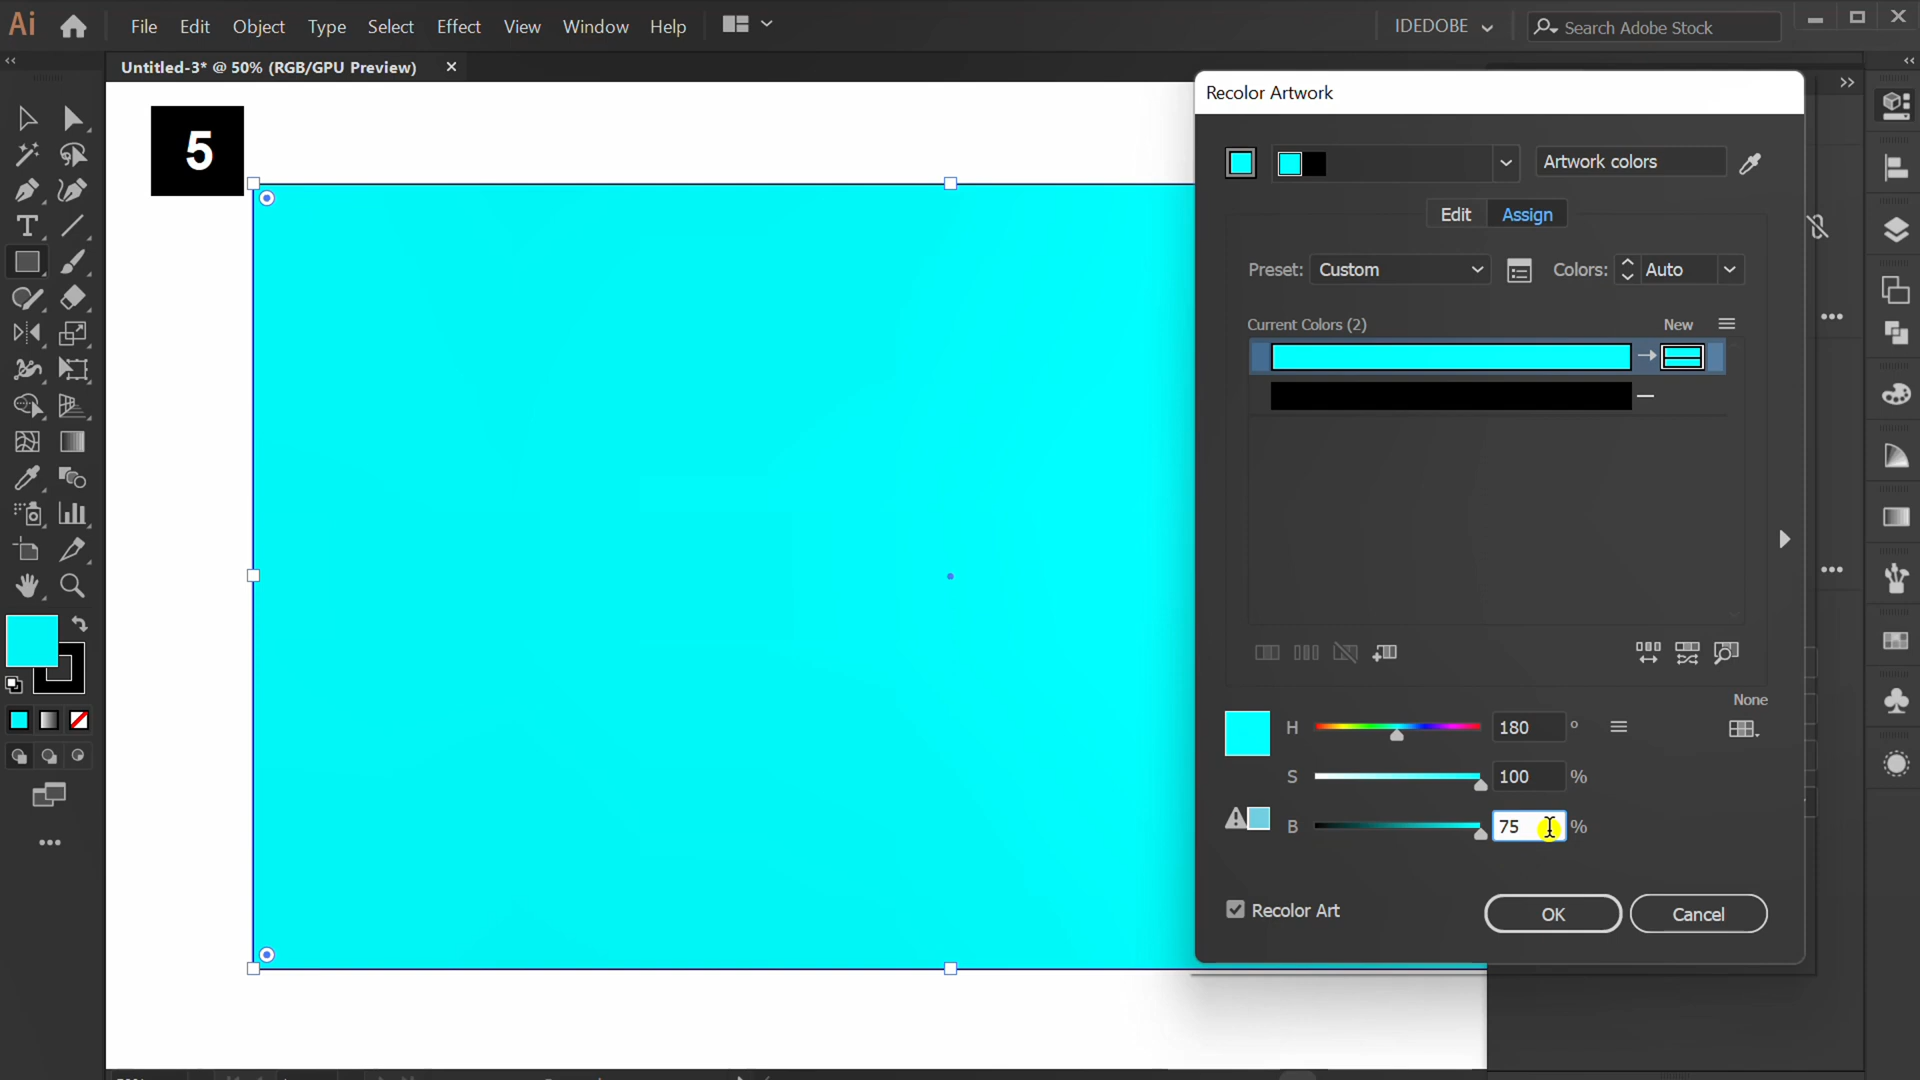 Ai File Edit Object Type Select Effect View Window Help IDEDOBE Search Adobe Stock
Untitled-3* @ 50% (RGB/GPU Preview) ×
5
Recolor Artwork
Artwork colors
Edit Assign
Preset: Custom Colors: Auto
Current Colors (2) New
None
H 180 °
S 100 %
B 75 %
Recolor Art OK Cancel